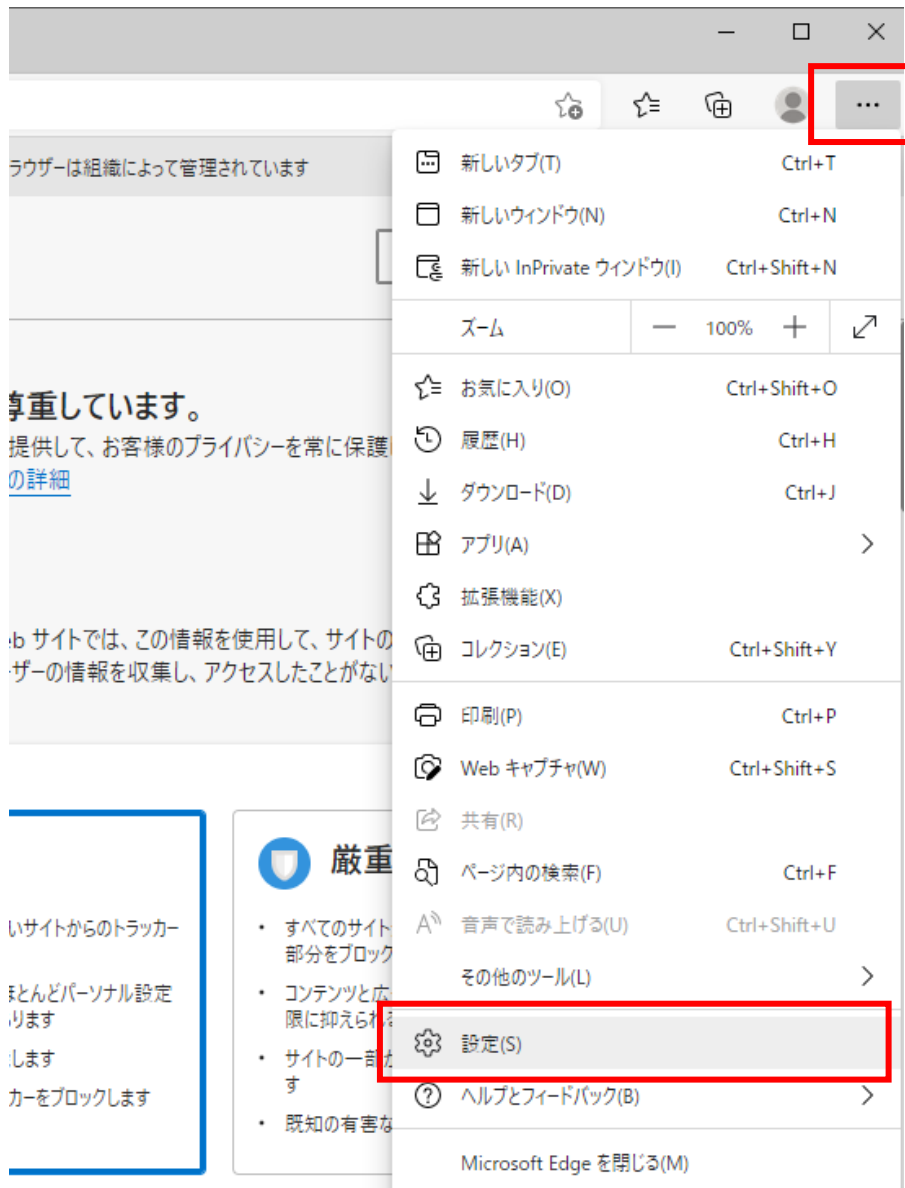 ラウザーは組織によって管理されています
尊重しています。
提供して、お客様のプライバシーを常に保護
の詳細
eb サイトでは、この情報を使用して、サイトの
ーザーの情報を収集し、アクセスしたことがない
いサイトからのトラッカー
ほとんどパーソナル設定
ります
します
カーをブロックします
厳重
• すべてのサイト
部分をブロック
• コンテンツと広
限に抑えられる
• サイトの一部が
す
• 既知の有害な
新しいタブ(T) Ctrl+T
新しいウィンドウ(N) Ctrl+N
新しい InPrivate ウィンドウ(I) Ctrl+Shift+N
ズーム 100%
お気に入り(O) Ctrl+Shift+O
履歴(H) Ctrl+H
ダウンロード(D) Ctrl+J
アプリ(A)
拡張機能(X)
コレクション(E) Ctrl+Shift+Y
印刷(P) Ctrl+P
Web キャプチャ(W) Ctrl+Shift+S
共有(R)
ページ内の検索(F) Ctrl+F
音声で読み上げる(U) Ctrl+Shift+U
その他のツール(L)
設定(S)
ヘルプとフィードバック(B)
Microsoft Edge を閉じる(M)